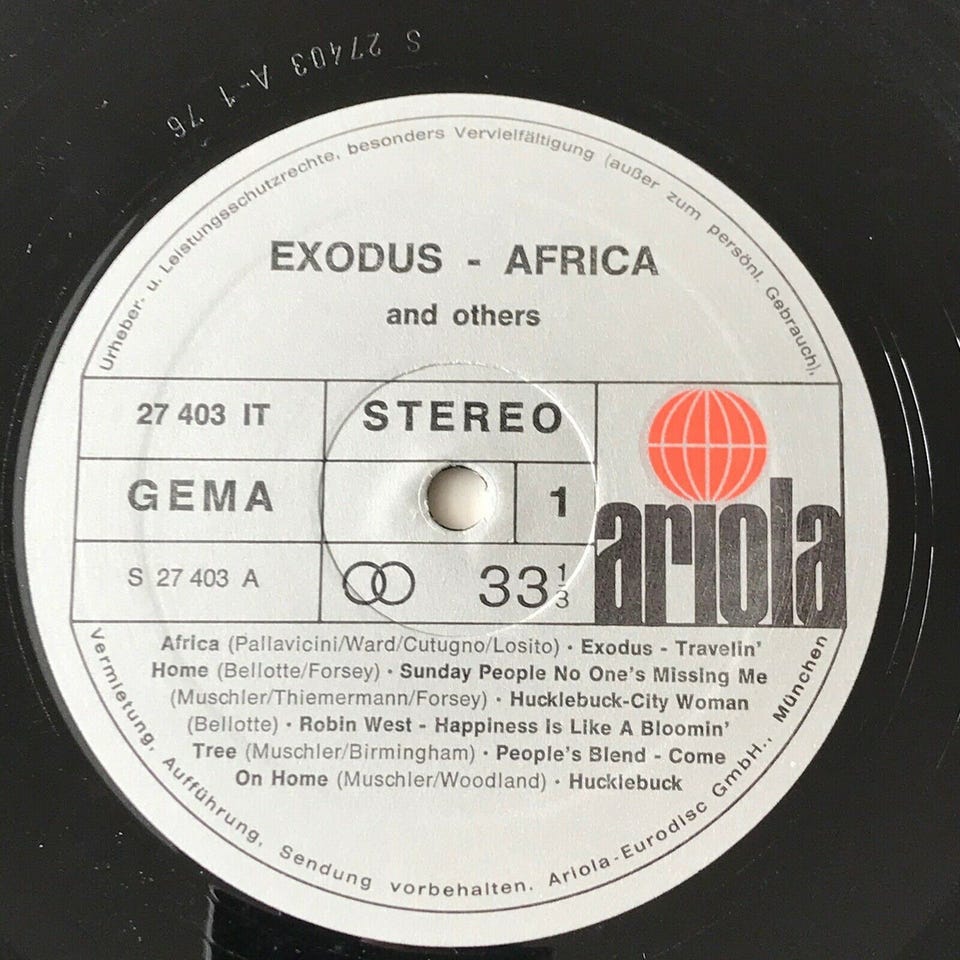 S 27403 A-1 76
Urheber- u. Leistungsschutzrechte, besonders Vervielfältigung (außer zum persönl. Gebrauch),
EXODUS - AFRICA
and others
27 403 IT
STEREO
GEMA
1
ariola
S 27 403 A
33 1/3
Africa (Pallavicini/Ward/Cutugno/Losito) · Exodus - Travelin'
Home (Bellotte/Forsey) · Sunday People No One's Missing Me
(Muschler/Thiemermann/Forsey) · Hucklebuck-City Woman
(Bellotte) · Robin West - Happiness Is Like A Bloomin'
Tree (Muschler/Birmingham) · People's Blend - Come
On Home (Muschler/Woodland) · Hucklebuck
Vermietung, Aufführung, Sendung vorbehalten. Ariola-Eurodisc GmbH., München